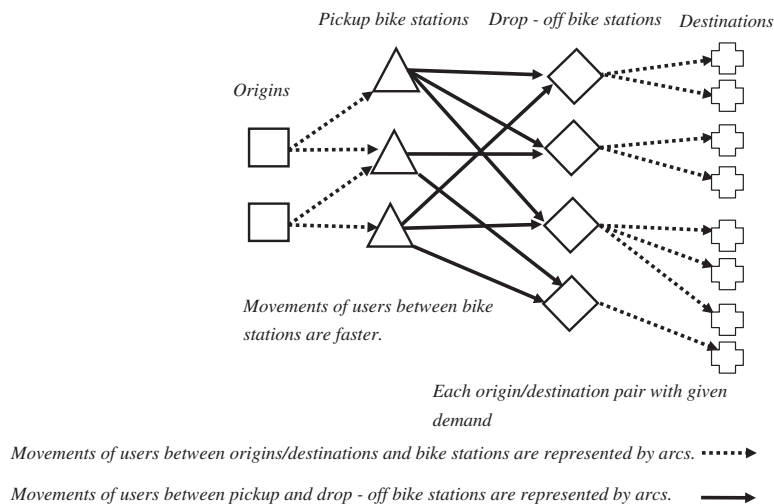 Pickup bike stations
Drop - off bike stations
Destinations
Origins
Movements of users between bike
stations are faster.
Each origin/destination pair with given
demand
Movements of users between origins/destinations and bike stations are represented by arcs.
Movements of users between pickup and drop - off bike stations are represented by arcs.